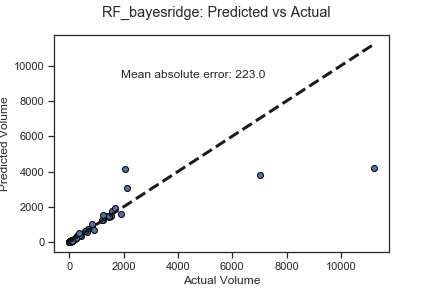 RF_bayesridge: Predicted vs Actual
Mean absolute error: 223.0
Predicted Volume
10000
8000
6000
4000
2000
0
0 2000 4000 6000 8000 10000
Actual Volume